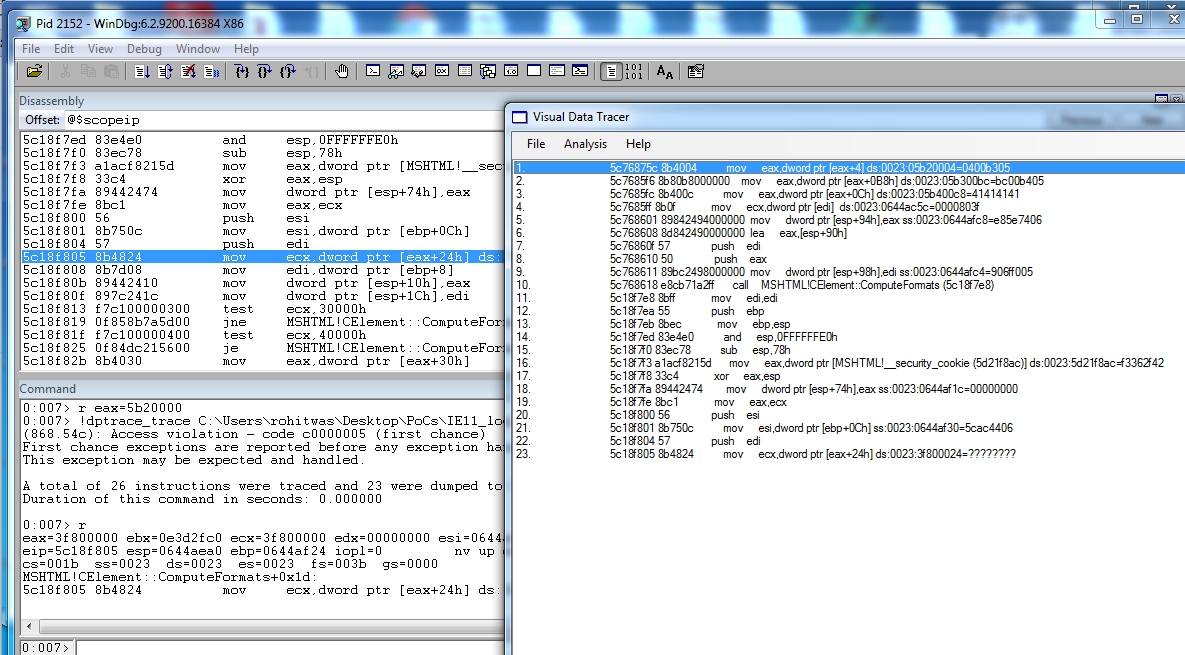 Pid 2152 - WinDbg:6.2.9200.16384 X86
File Edit View Debug Window Help
Disassembly
Offset: @$scopeip
5c18f7ed 83e4e0 and esp,0FFFFFFE0h
5c18f7f0 83ec78 sub esp,78h
5c18f7f3 a1acf8215d mov eax,dword ptr [MSHTML!__sec
5c18f7f8 33c4 xor eax,esp
5c18f7fa 89442474 mov dword ptr [esp+74h],eax
5c18f7fe 8bc1 mov eax,ecx
5c18f800 56 push esi
5c18f801 8b750c mov esi,dword ptr [ebp+0Ch]
5c18f804 57 push edi
5c18f805 8b4824 mov ecx,dword ptr [eax+24h] ds:
5c18f808 8b7d08 mov edi,dword ptr [ebp+8]
5c18f80b 89442410 mov dword ptr [esp+10h],eax
5c18f80f 897c241c mov dword ptr [esp+1Ch],edi
5c18f813 f7c100000300 test ecx,30000h
5c18f819 0f858b7a5d00 jne MSHTML!CElement::ComputeForm
5c18f81f f7c100000400 test ecx,40000h
5c18f825 0f84dc215600 je MSHTML!CElement::ComputeForm
5c18f82b 8b4030 mov eax,dword ptr [eax+30h]
Command
0:007> r eax=5b20000
0:007> !dptrace_trace C:\Users\rohitwas\Desktop\PoCs\IE11_lo
(868.54c): Access violation - code c0000005 (first chance)
First chance exceptions are reported before any exception ha
This exception may be expected and handled.
A total of 26 instructions were traced and 23 were dumped to
Duration of this command in seconds: 0.000000
0:007> r
eax=3f800000 ebx=0e3d2fc0 ecx=3f800000 edx=00000000 esi=0644a
eip=5c18f805 esp=0644aea0 ebp=0644af24 iopl=0 nv up
cs=001b ss=0023 ds=0023 es=0023 fs=003b gs=0000
MSHTML!CElement::ComputeFormats+0x1d:
5c18f805 8b4824 mov ecx,dword ptr [eax+24h] ds:
0:007>
Visual Data Tracer
Previous Next
File Analysis Help
1. 5c76875c 8b4004 mov eax,dword ptr [eax+4] ds:0023:05b20004=0400b305
2. 5c7685f6 8b80b8000000 mov eax,dword ptr [eax+0B8h] ds:0023:05b300bc=bc00b405
3. 5c7685fc 8b400c mov eax,dword ptr [eax+0Ch] ds:0023:05b400c8=41414141
4. 5c7685ff 8b0f mov ecx,dword ptr [edi] ds:0023:0644ac5c=0000803f
5. 5c768601 89842494000000 mov dword ptr [esp+94h],eax ss:0023:0644afc8=e85e7406
6. 5c768608 8d842490000000 lea eax,[esp+90h]
7. 5c76860f 57 push edi
8. 5c768610 50 push eax
9. 5c768611 89bc2498000000 mov dword ptr [esp+98h],edi ss:0023:0644afc4=906ff005
10. 5c768618 e8cb71a2ff call MSHTML!CElement::ComputeFormats (5c18f7e8)
11. 5c18f7e8 8bff mov edi,edi
12. 5c18f7ea 55 push ebp
13. 5c18f7eb 8bec mov ebp,esp
14. 5c18f7ed 83e4e0 and esp,0FFFFFFE0h
15. 5c18f7f0 83ec78 sub esp,78h
16. 5c18f7f3 a1acf8215d mov eax,dword ptr [MSHTML!__security_cookie (5d21f8ac)] ds:0023:5d21f8ac=f3362f42
17. 5c18f7f8 33c4 xor eax,esp
18. 5c18f7fa 89442474 mov dword ptr [esp+74h],eax ss:0023:0644af1c=00000000
19. 5c18f7fe 8bc1 mov eax,ecx
20. 5c18f800 56 push esi
21. 5c18f801 8b750c mov esi,dword ptr [ebp+0Ch] ss:0023:0644af30=5cac4406
22. 5c18f804 57 push edi
23. 5c18f805 8b4824 mov ecx,dword ptr [eax+24h] ds:0023:3f800024=????????